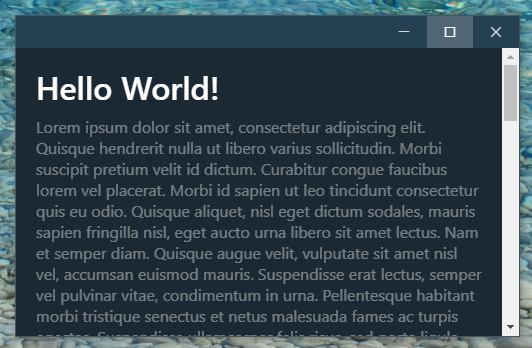 Hello World!
Lorem ipsum dolor sit amet, consectetur adipiscing elit.
Quisque hendrerit nulla ut libero varius sollicitudin. Morbi
suscipit pretium velit id dictum. Curabitur congue faucibus
lorem vel placerat. Morbi id sapien ut leo tincidunt consectetur
quis eu odio. Quisque aliquet, nisl eget dictum sodales, mauris
sapien fringilla nisl, eget aucto urna libero sit amet lectus. Nam
et semper diam. Quisque augue velit, vulputate sit amet nisl
vel, accumsan euismod mauris. Suspendisse erat lectus, semper
vel pulvinar vitae, condimentum in urna. Pellentesque habitant
morbi tristique senectus et netus malesuada fames ac turpis